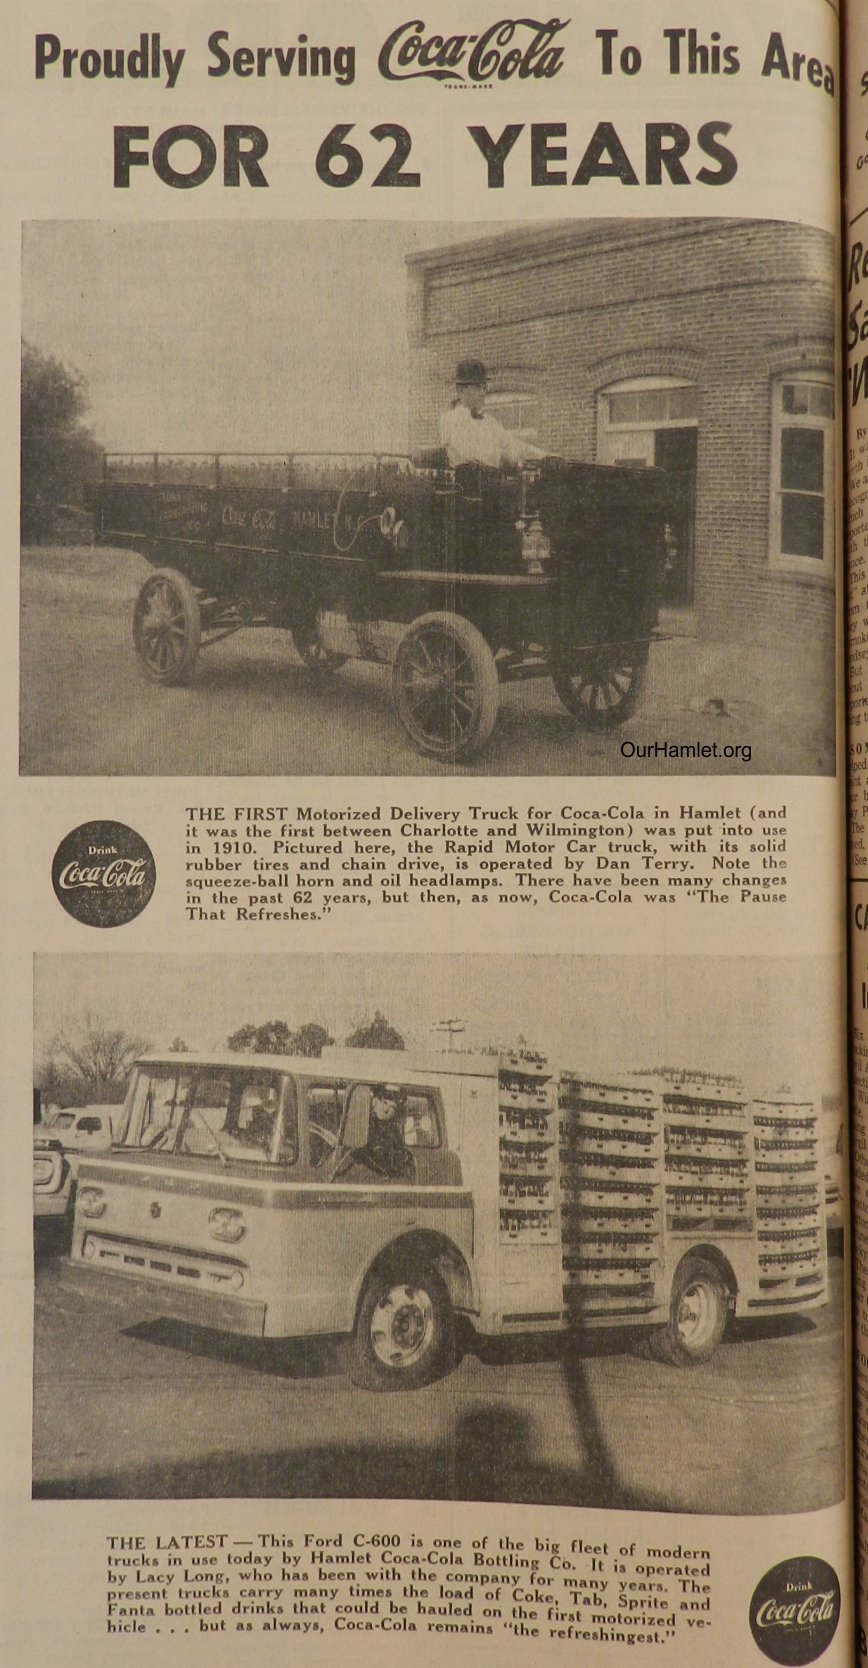 Proudly Serving Coca-Cola To This Area
TRADE-MARK
FOR 62 YEARS
Coca Cola HAMLET N.C.
OurHamlet.org
THE FIRST Motorized Delivery Truck for Coca-Cola in Hamlet (and
it was the first between Charlotte and Wilmington) was put into use
in 1910. Pictured here, the Rapid Motor Car truck, with its solid
rubber tires and chain drive, is operated by Dan Terry. Note the
squeeze-ball horn and oil headlamps. There have been many changes
in the past 62 years, but then, as now, Coca-Cola was "The Pause
That Refreshes."
Drink
Coca-Cola
THE LATEST — This Ford C-600 is one of the big fleet of modern
trucks in use today by Hamlet Coca-Cola Bottling Co. It is operated
by Lacy Long, who has been with the company for many years. The
present trucks carry many times the load of Coke, Tab, Sprite and
Fanta bottled drinks that could be hauled on the first motorized ve-
hicle . . . but as always, Coca-Cola remains "the refreshingest."
Drink
Coca-Cola